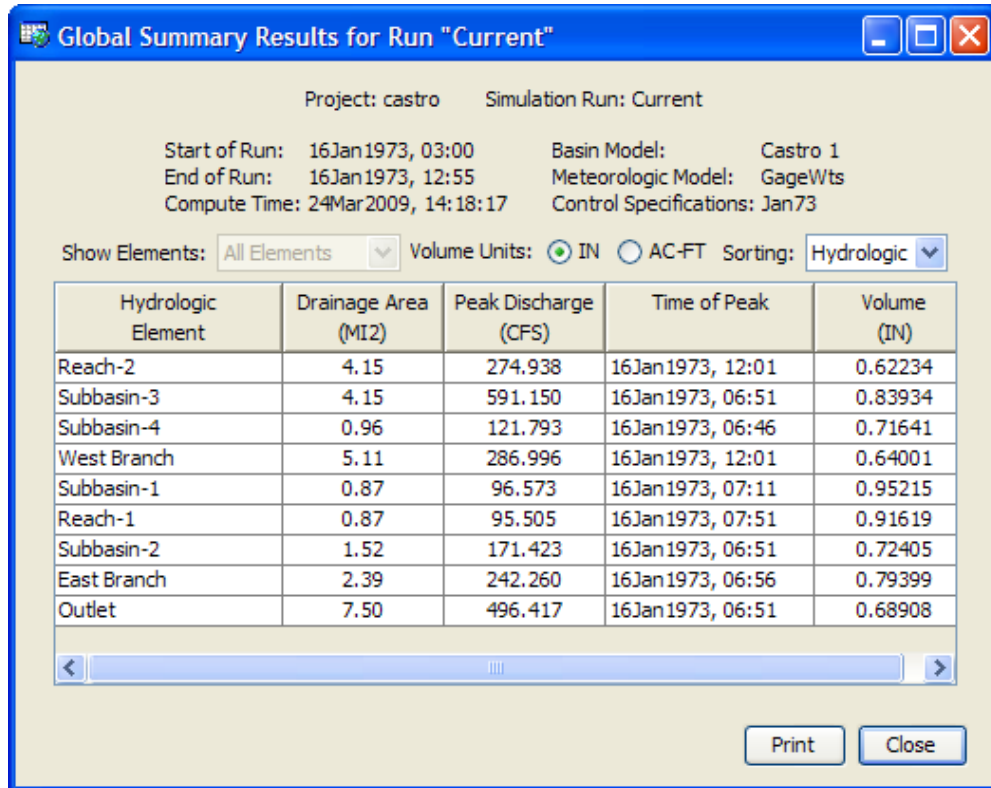 Global Summary Results for Run "Current"
Project: castro Simulation Run: Current
Start of Run: 16Jan1973, 03:00 Basin Model: Castro 1
End of Run: 16Jan1973, 12:55 Meteorologic Model: GageWts
Compute Time: 24Mar2009, 14:18:17 Control Specifications: Jan73
Show Elements: All Elements Volume Units: IN AC-FT Sorting: Hydrologic
Hydrologic Drainage Area Peak Discharge Time of Peak Volume
Element (MI2) (CFS) (IN)
Reach-2 4.15 274.938 16Jan1973, 12:01 0.62234
Subbasin-3 4.15 591.150 16Jan1973, 06:51 0.83934
Subbasin-4 0.96 121.793 16Jan1973, 06:46 0.71641
West Branch 5.11 286.996 16Jan1973, 12:01 0.64001
Subbasin-1 0.87 96.573 16Jan1973, 07:11 0.95215
Reach-1 0.87 95.505 16Jan1973, 07:51 0.91619
Subbasin-2 1.52 171.423 16Jan1973, 06:51 0.72405
East Branch 2.39 242.260 16Jan1973, 06:56 0.79399
Outlet 7.50 496.417 16Jan1973, 06:51 0.68908
Print Close